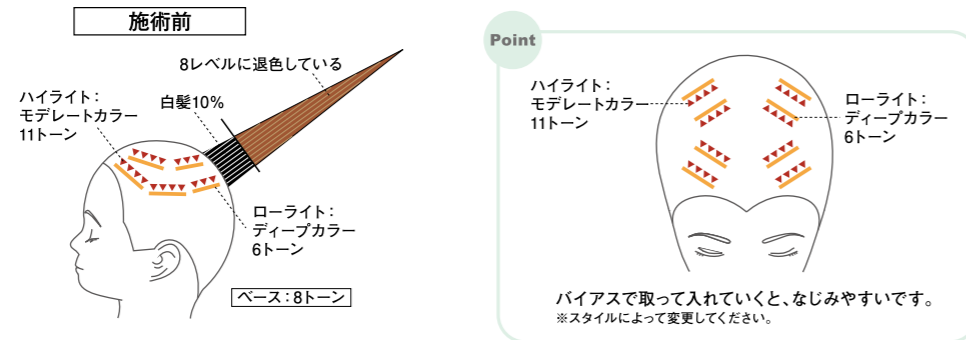 施術前
8レベルに退色している
白髪10%
ハイライト：
モデレートカラー
11トーン
ローライト：
ディープカラー
6トーン
ベース：8トーン
Point
ハイライト：
モデレートカラー
11トーン
ローライト：
ディープカラー
6トーン
バイアスで取って入れていくと、なじみやすいです。
※スタイルによって変更してください。